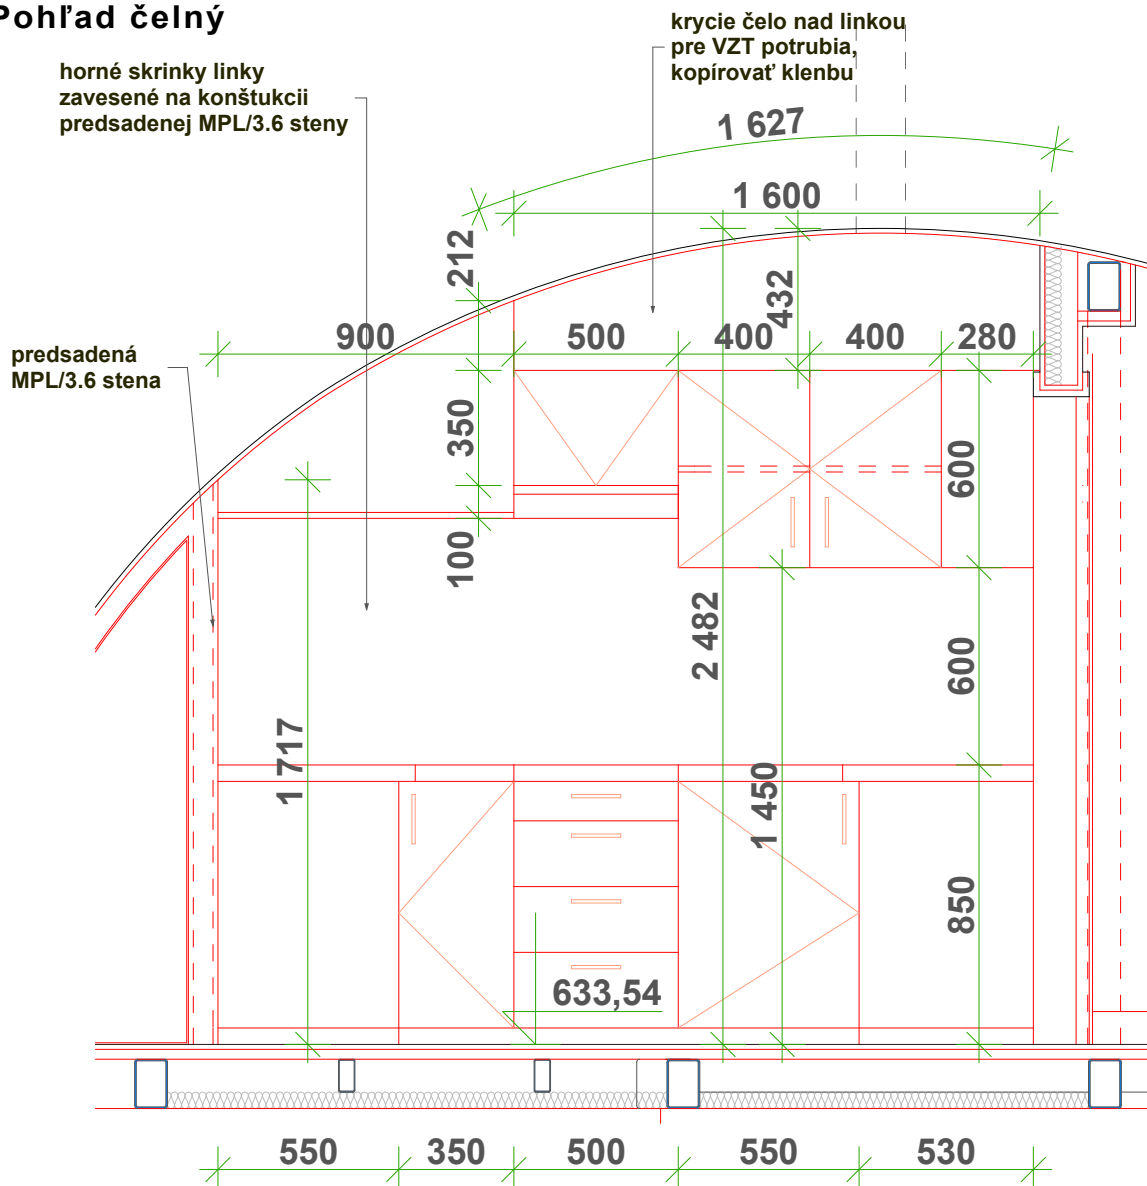 Pohľad čelný
krycie čelo nad linkou
pre VZT potrubia,
kopírovať klenbu
horné skrinky linky
zavesené na konštukcii
predsadenej MPL/3.6 steny
1 627
1 600
212
432
900
500
400
400
280
predsadená
MPL/3.6 stena
350
600
100
2 482
600
1 717
1 450
850
633,54
550
350
500
550
530